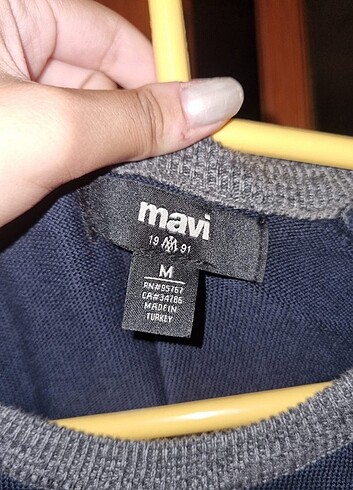 mavi
19 91
M
RN#95767
CA#34786
MADE IN
TURKEY